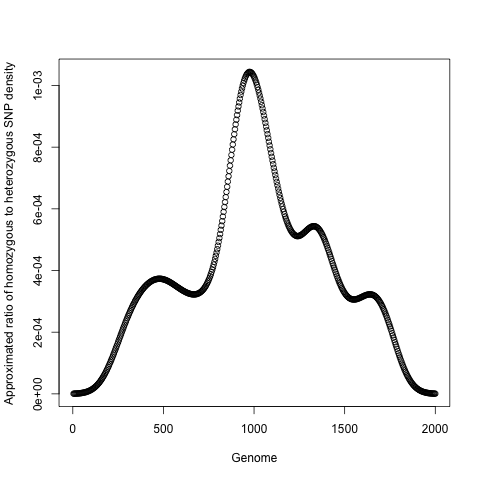 Approximated ratio of homozygous to heterozygous SNP density
1e-03
8e-04
6e-04
4e-04
2e-04
0e+00
0 500 1000 1500 2000
Genome